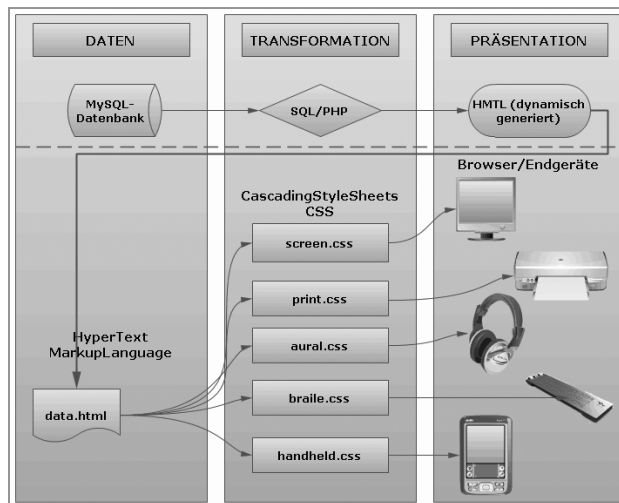 DATEN
TRANSFORMATION
PRÄSENTATION
MySQL-
Datenbank
SQL/PHP
HMTL (dynamisch
generiert)
Browser/Endgeräte
CascadingStyleSheets
CSS
screen.css
print.css
HyperText
MarkupLanguage
aural.css
data.html
braile.css
handheld.css